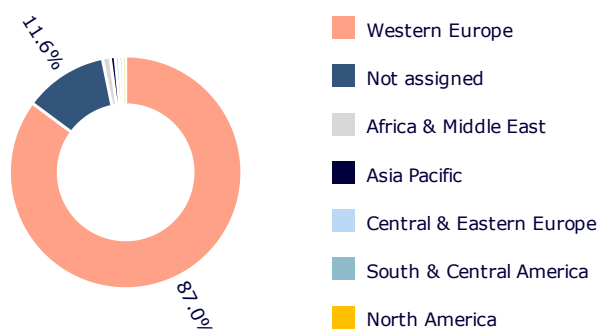 11.6%
87.0%
Western Europe
Not assigned
Africa & Middle East
Asia Pacific
Central & Eastern Europe
South & Central America
North America